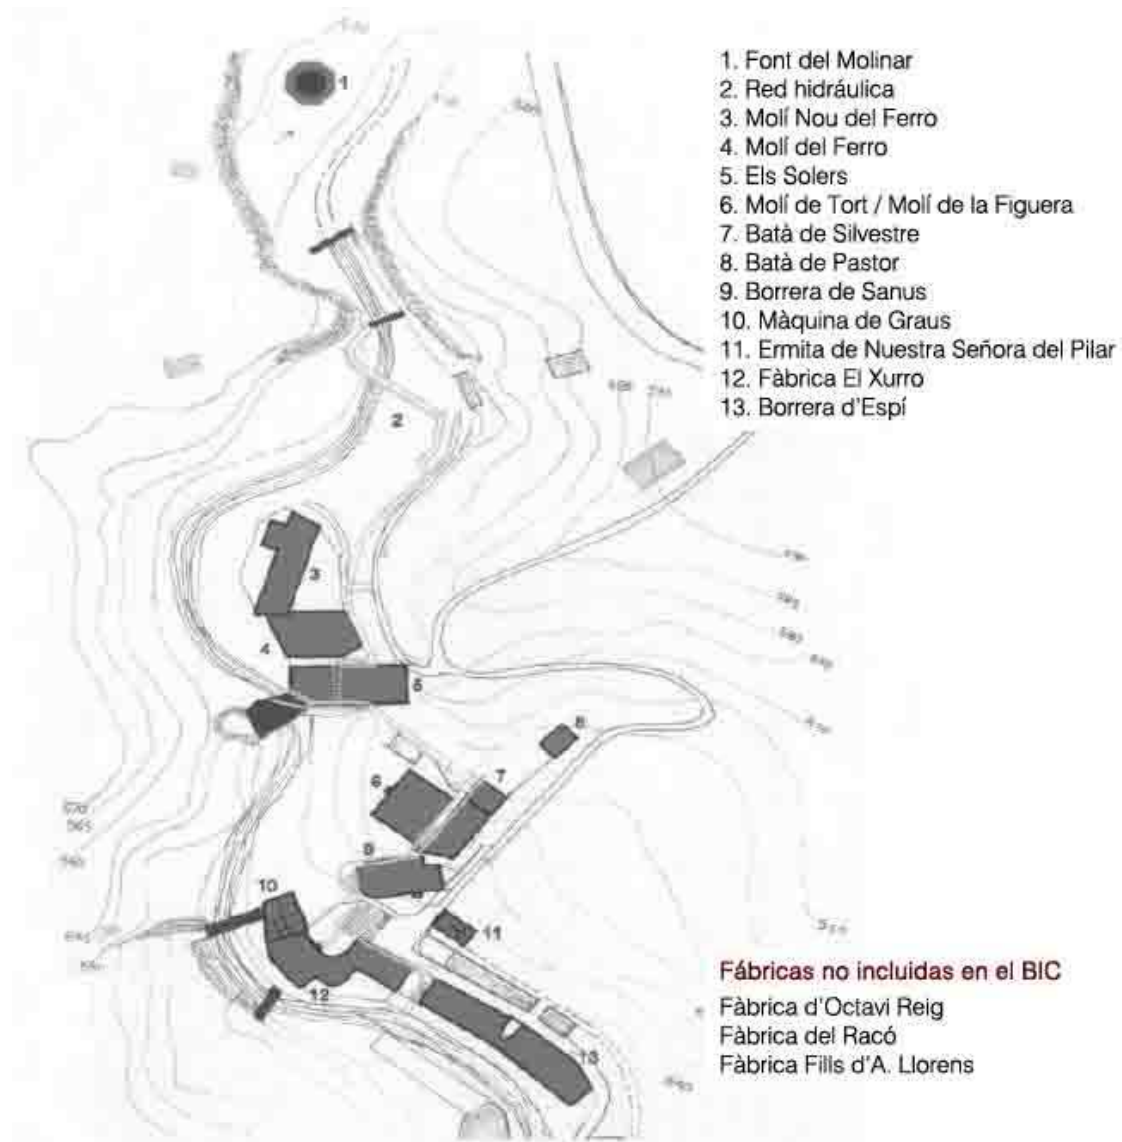 1. Font del Molinar
2. Red hidráulica
3. Molí Nou del Ferro
4. Molí del Ferro
5. Els Solers
6. Molí de Tort / Molí de la Figuera
7. Batà de Silvestre
8. Batà de Pastor
9. Borrera de Sanus
10. Màquina de Graus
11. Ermita de Nuestra Señora del Pilar
12. Fàbrica El Xurro
13. Borrera d'Espí
1
2
3
4
5
8
6
7
9
10
11
12
13
570
565
560
Fábricas no incluidas en el BIC
Fàbrica d'Octavi Reig
Fàbrica del Racó
Fàbrica Fills d'A. Llorens